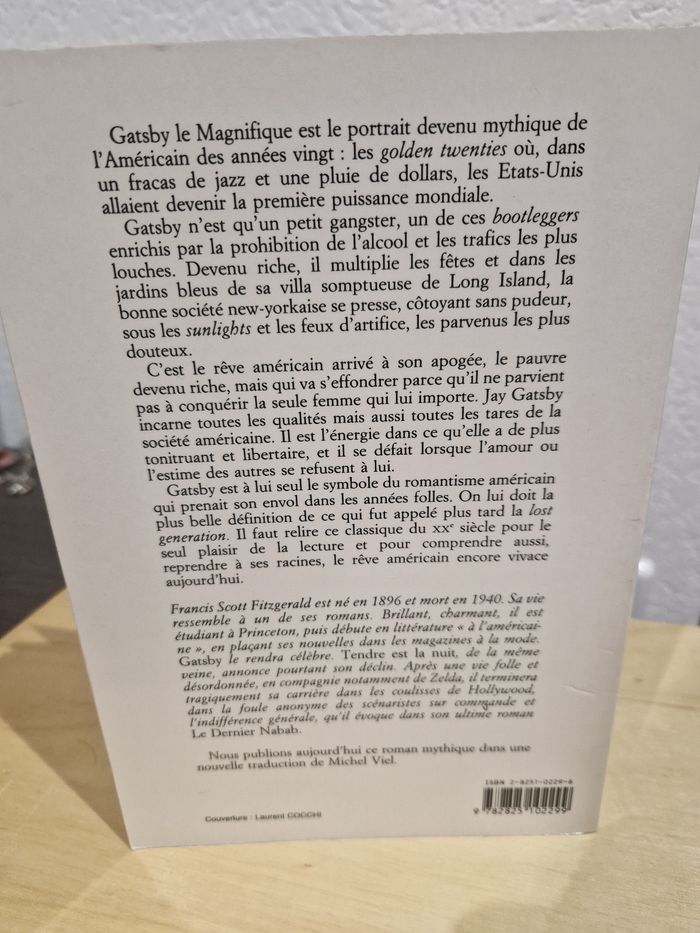 Gatsby le Magnifique est le portrait devenu mythique de
l'Américain des années vingt : les golden twenties où, dans
un fracas de jazz et une pluie de dollars, les Etats-Unis
allaient devenir la première puissance mondiale.
Gatsby n'est qu'un petit gangster, un de ces bootleggers
enrichis par la prohibition de l'alcool et les trafics les plus
louches. Devenu riche, il multiplie les fêtes et dans les
jardins bleus de sa villa somptueuse de Long Island, la
bonne société new-yorkaise se presse, côtoyant sans pudeur,
sous les sunlights et les feux d'artifice, les parvenus les plus
douteux.
C'est le rêve américain arrivé à son apogée, le pauvre
devenu riche, mais qui va s'effondrer parce qu'il ne parvient
pas à conquérir la seule femme qui lui importe. Jay Gatsby
incarne toutes les qualités mais aussi toutes les tares de la
société américaine. Il est l'énergie dans ce qu'elle a de plus
tonitruant et libertaire, et il se défait lorsque l'amour ou
l'estime des autres se refusent à lui.
Gatsby est à lui seul le symbole du romantisme américain
qui prenait son envol dans les années folles. On lui doit la
plus belle définition de ce qui fut appelé plus tard la lost
generation. Il faut relire ce classique du XXe siècle pour le
seul plaisir de la lecture et pour comprendre aussi,
reprendre à ses racines, le rêve américain encore vivace
aujourd'hui.
Francis Scott Fitzgerald est né en 1896 et mort en 1940. Sa vie
ressemble à un de ses romans. Brillant, charmant, il est
étudiant à Princeton, puis débute en littérature « à l'américai-
ne », en plaçant ses nouvelles dans les magazines à la mode.
Gatsby le rendra célèbre. Tendre est la nuit, de la même
veine, annonce pourtant son déclin. Après une vie folle et
désordonnée, en compagnie notamment de Zelda, il terminera
tragiquement sa carrière dans les coulisses de Hollywood,
dans la foule anonyme des scénaristes sur commande et
l'indifférence générale, qu'il évoque dans son ultime roman
Le Dernier Nabab.
Nous publions aujourd'hui ce roman mythique dans une
nouvelle traduction de Michel Viel.
ISBN 2-8251-0229-6
9 782825 102299
Couverture : Laurent COCCHI